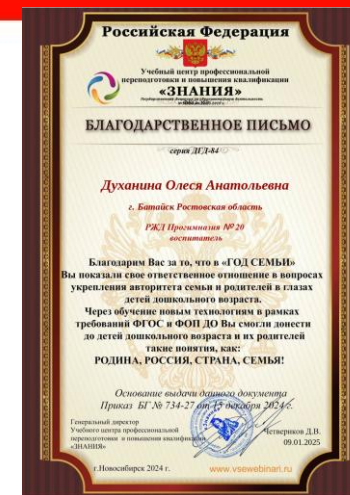 Российская Федерация
Учебный центр профессиональной
переподготовки и повышения квалификации
«ЗНАНИЯ»
БЛАГОДАРСТВЕННОЕ ПИСЬМО
серия ДГД-84
Духанина Олеся Анатольевна
г. Батайск Ростовская область
РЖД Прогимназия № 20
воспитатель
Благодарим Вас за то, что в «ГОД СЕМЬИ»
Вы показали свое ответственное отношение в вопросах
укрепления авторитета семьи и родителей в глазах
детей дошкольного возраста.
Через обучение новым технологиям в рамках
требований ФГОС и ФОП ДО Вы смогли донести
до детей дошкольного возраста и их родителей
такие понятия, как:
РОДИНА, РОССИЯ, СТРАНА, СЕМЬЯ!
Основание выдачи данного документа
Приказ БГ № 734-27 от 15 декабря 2024 г.
Генеральный директор
Учебного центра профессиональной
переподготовки и повышения квалификации
«ЗНАНИЯ»
Четвериков Д.В.
09.01.2025
г.Новосибирск 2024 г.
www.vsewebinari.ru